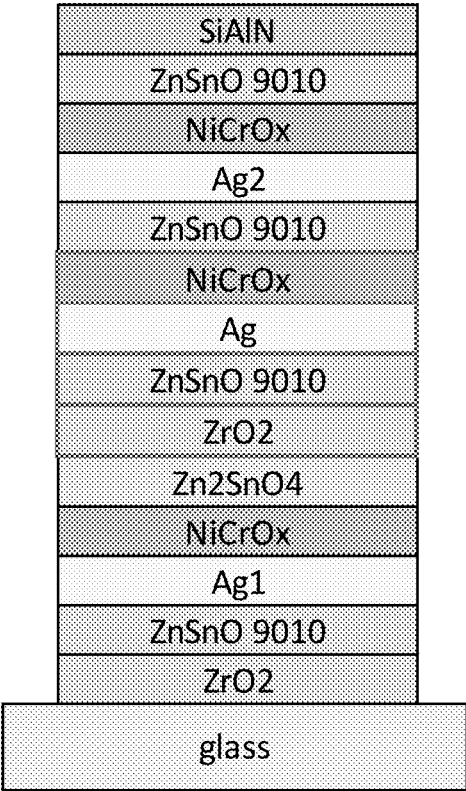 SiAlN
ZnSnO 9010
NiCrOx
Ag2
ZnSnO 9010
NiCrOx
Ag
ZnSnO 9010
ZrO2
Zn2SnO4
NiCrOx
Ag1
ZnSnO 9010
ZrO2
glass